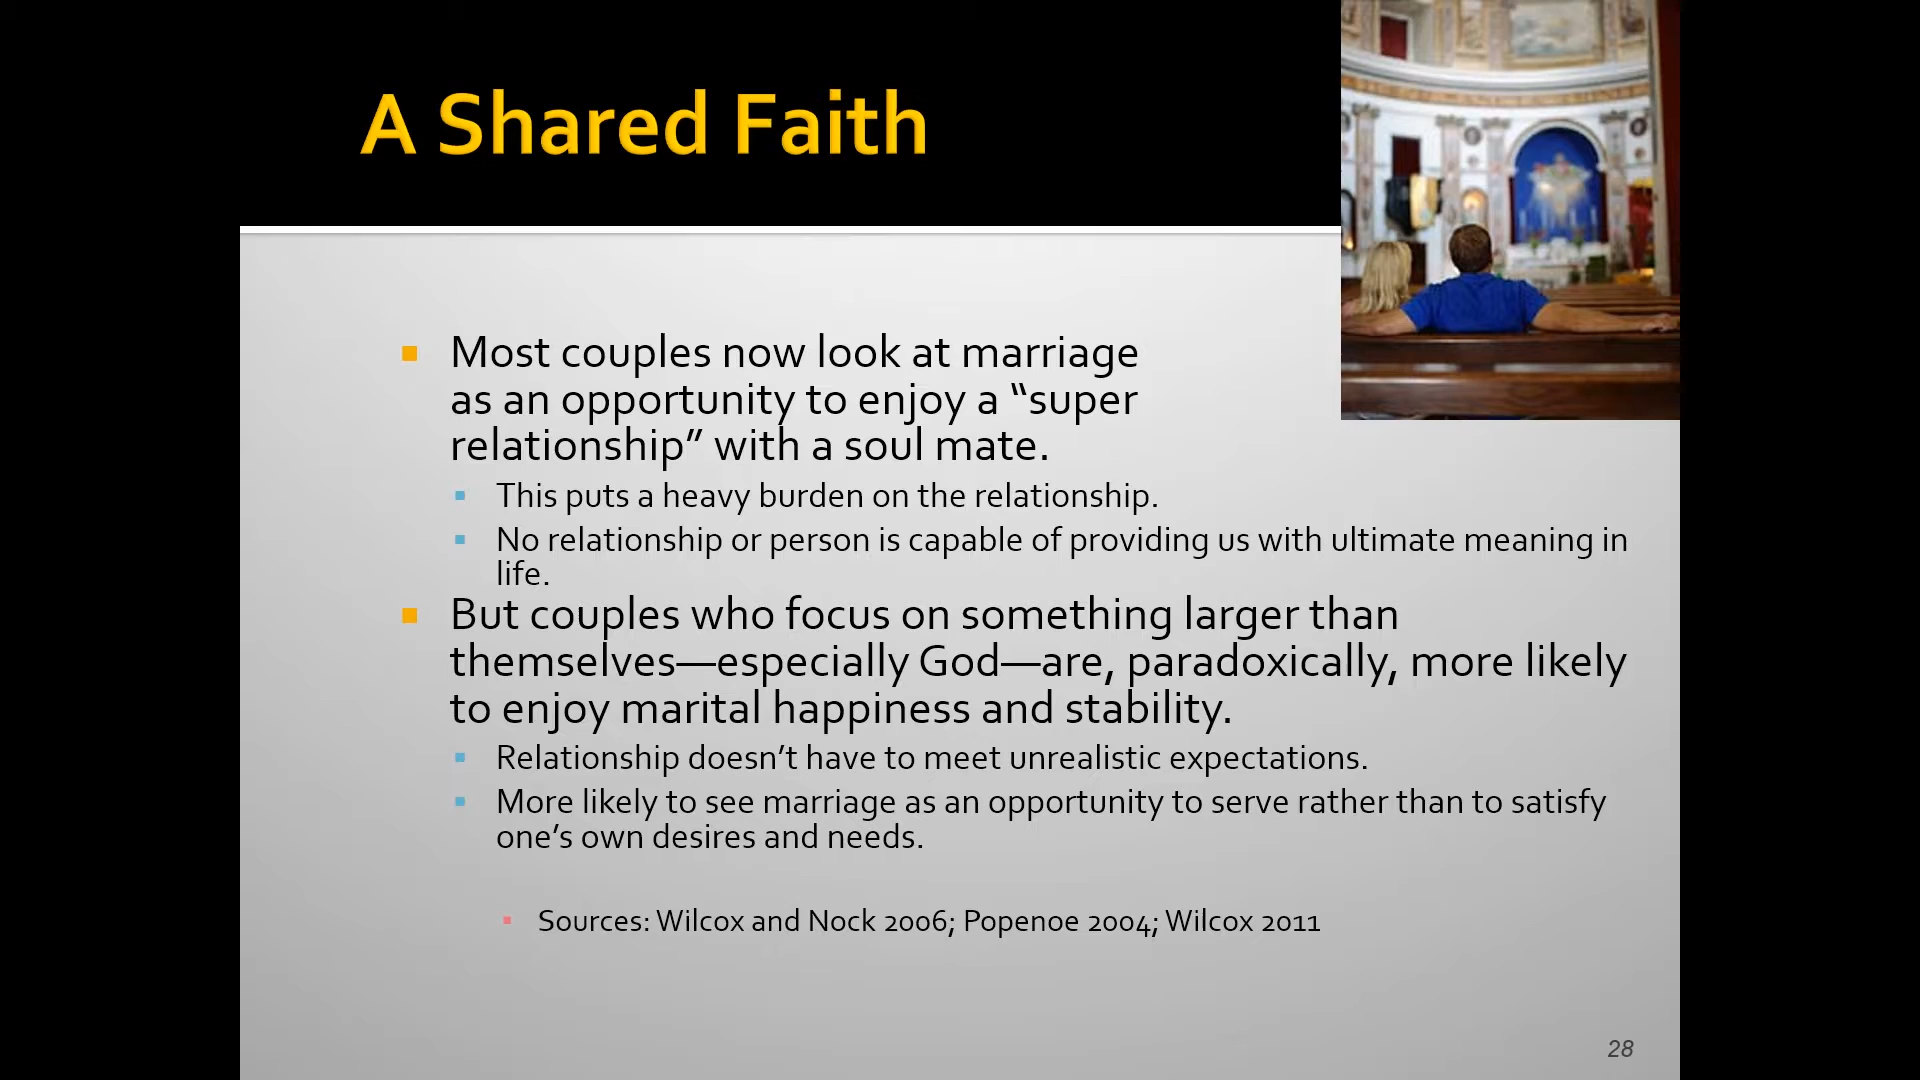 A Shared Faith
Most couples now look at marriage
as an opportunity to enjoy a “super
relationship” with a soul mate.
This puts a heavy burden on the relationship.
No relationship or person is capable of providing us with ultimate meaning in
life.
But couples who focus on something larger than
themselves—especially God—are, paradoxically, more likely
to enjoy marital happiness and stability.
Relationship doesn’t have to meet unrealistic expectations.
More likely to see marriage as an opportunity to serve rather than to satisfy
one’s own desires and needs.
Sources: Wilcox and Nock 2006; Popenoe 2004; Wilcox 2011
28